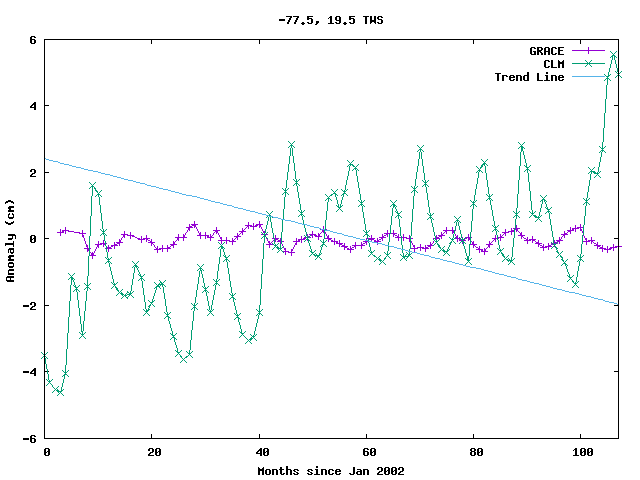 -77.5, 19.5 TWS
6
4
2
0
-2
-4
-6
Anomaly (cm)
GRACE
CLM
Trend Line
0 20 40 60 80 100
Months since Jan 2002